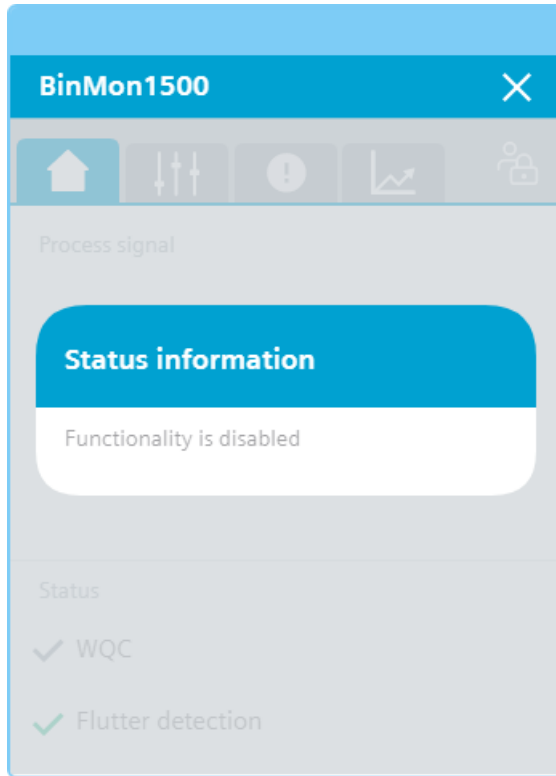 BinMon1500
Process signal
Status information
Functionality is disabled
Status
WQC
Flutter detection